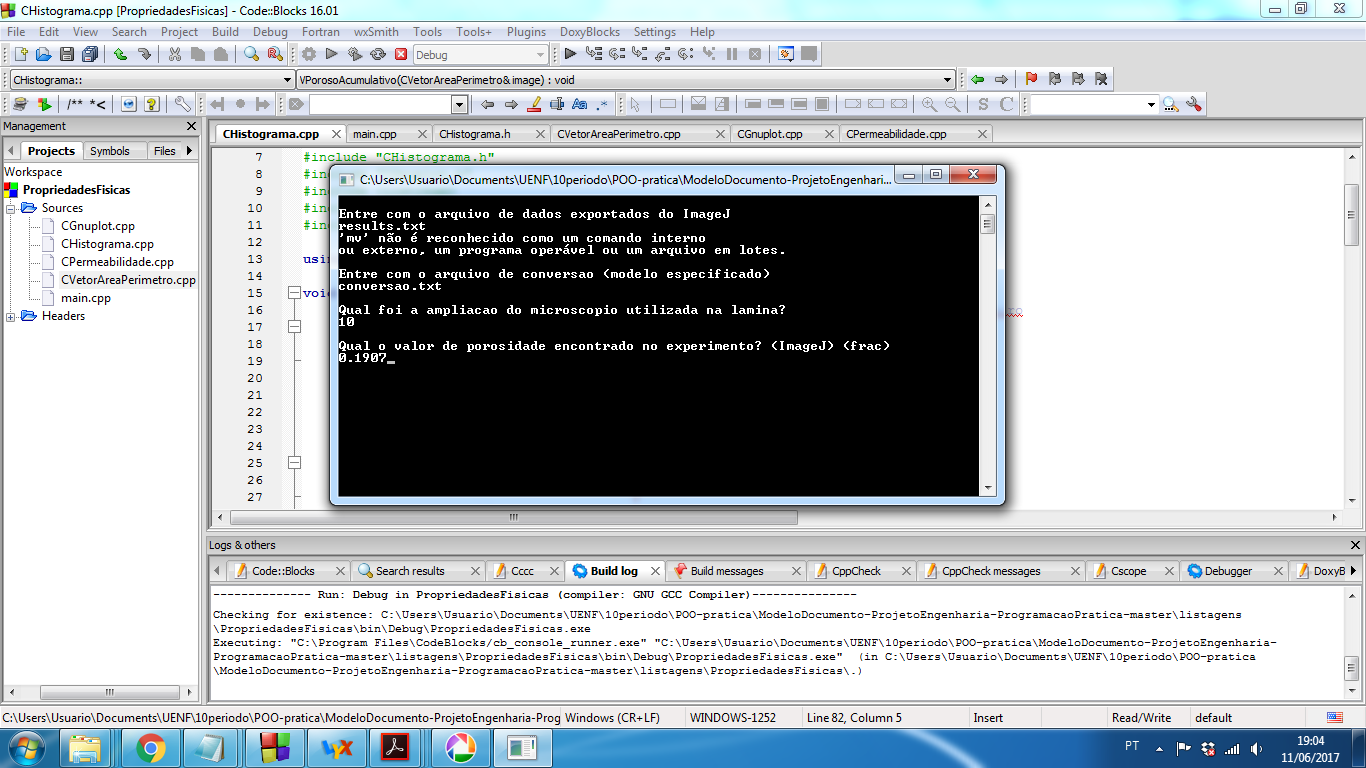 CHistograma.cpp [PropriedadesFisicas] - Code::Blocks 16.01
File Edit View Search Project Build Debug Fortran wxSmith Tools Tools+ Plugins DoxyBlocks Settings Help
Debug
CHistograma:: VPorosoAcumulativo(CVetorAreaPerimetro& image) : void
/** *<
Management
CHistograma.cpp main.cpp CHistograma.h CVetorAreaPerimetro.cpp CGnuplot.cpp CPermeabilidade.cpp
Projects Symbols Files
Workspace
PropriedadesFisicas
Sources
CGnuplot.cpp
CHistograma.cpp
CPermeabilidade.cpp
CVetorAreaPerimetro.cpp
main.cpp
Headers
7 #include "CHistograma.h"
8 #inc
9
10 #inc
11 #inc
12
13 usin
14
15 void
16
17
18
19
20
21
22
23
24
25
26
27
C:\Users\Usuario\Documents\UENF\10periodo\POO-pratica\ModeloDocumento-ProjetoEngenhari...
Entre com o arquivo de dados exportados do ImageJ
results.txt
'mv' não é reconhecido como um comando interno
ou externo, um programa operável ou um arquivo em lotes.
Entre com o arquivo de conversao (modelo especificado)
conversao.txt
Qual foi a ampliacao do microscopio utilizada na lamina?
10
Qual o valor de porosidade encontrado no experimento? (ImageJ) (frac)
0.1907_
Logs & others
Code::Blocks Search results Cccc Build log Build messages CppCheck CppCheck messages Cscope Debugger DoxyB
-------------- Run: Debug in PropriedadesFisicas (compiler: GNU GCC Compiler)---------------
Checking for existence: C:\Users\Usuario\Documents\UENF\10periodo\POO-pratica\ModeloDocumento-ProjetoEngenharia-ProgramacaoPratica-master\listagens
\PropriedadesFisicas\bin\Debug\PropriedadesFisicas.exe
Executing: "C:\Program Files\CodeBlocks/cb_console_runner.exe" "C:\Users\Usuario\Documents\UENF\10periodo\POO-pratica\ModeloDocumento-ProjetoEngenharia-
ProgramacaoPratica-master\listagens\PropriedadesFisicas\bin\Debug\PropriedadesFisicas.exe" (in C:\Users\Usuario\Documents\UENF\10periodo\POO-pratica
\ModeloDocumento-ProjetoEngenharia-ProgramacaoPratica-master\listagens\PropriedadesFisicas\.)
C:\Users\Usuario\Documents\UENF\10periodo\POO-pratica\ModeloDocumento-ProjetoEngenharia-Prog Windows (CR+LF) WINDOWS-1252 Line 82, Column 5 Insert Read/Write default
PT 19:04
11/06/2017